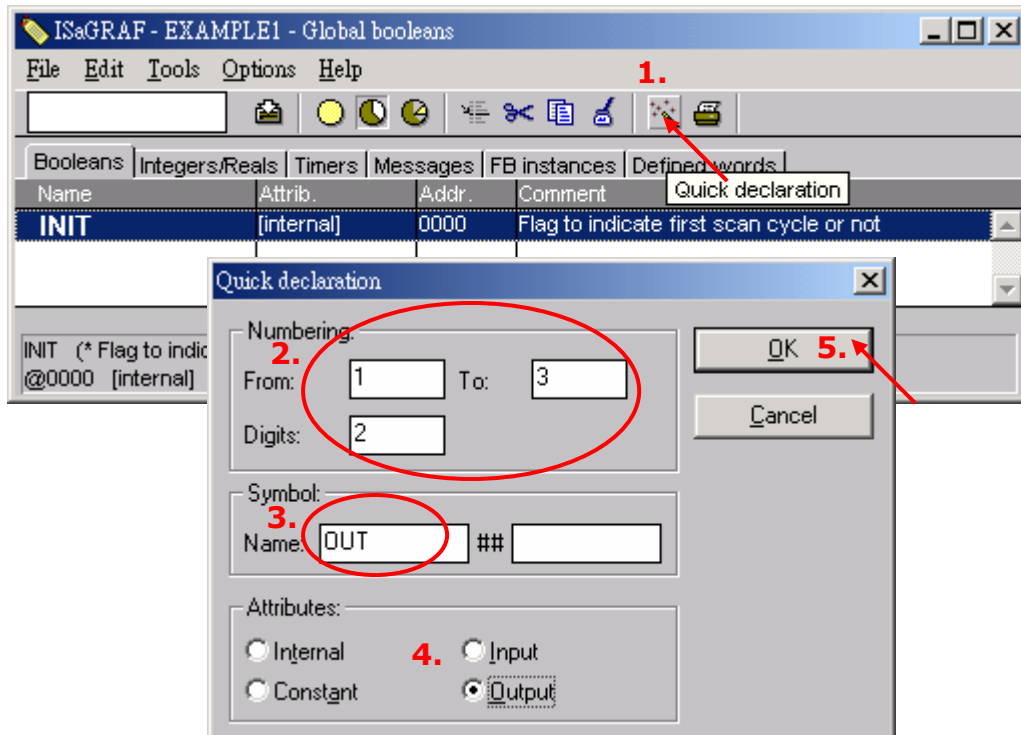 ISaGRAF - EXAMPLE1 - Global booleans
File Edit Tools Options Help
1.
Booleans Integers/Reals Timers Messages FB instances Defined words
Quick declaration
Name Attrib. Addr. Comment
INIT [internal] 0000 Flag to indicate first scan cycle or not
INIT (* Flag to indic
@0000 [internal]
Quick declaration
Numbering:
2.
From: 1 To: 3
Digits: 2
OK 5.
Cancel
Symbol:
3.
Name: OUT ##
Attributes:
Internal 4. Input
Constant Output